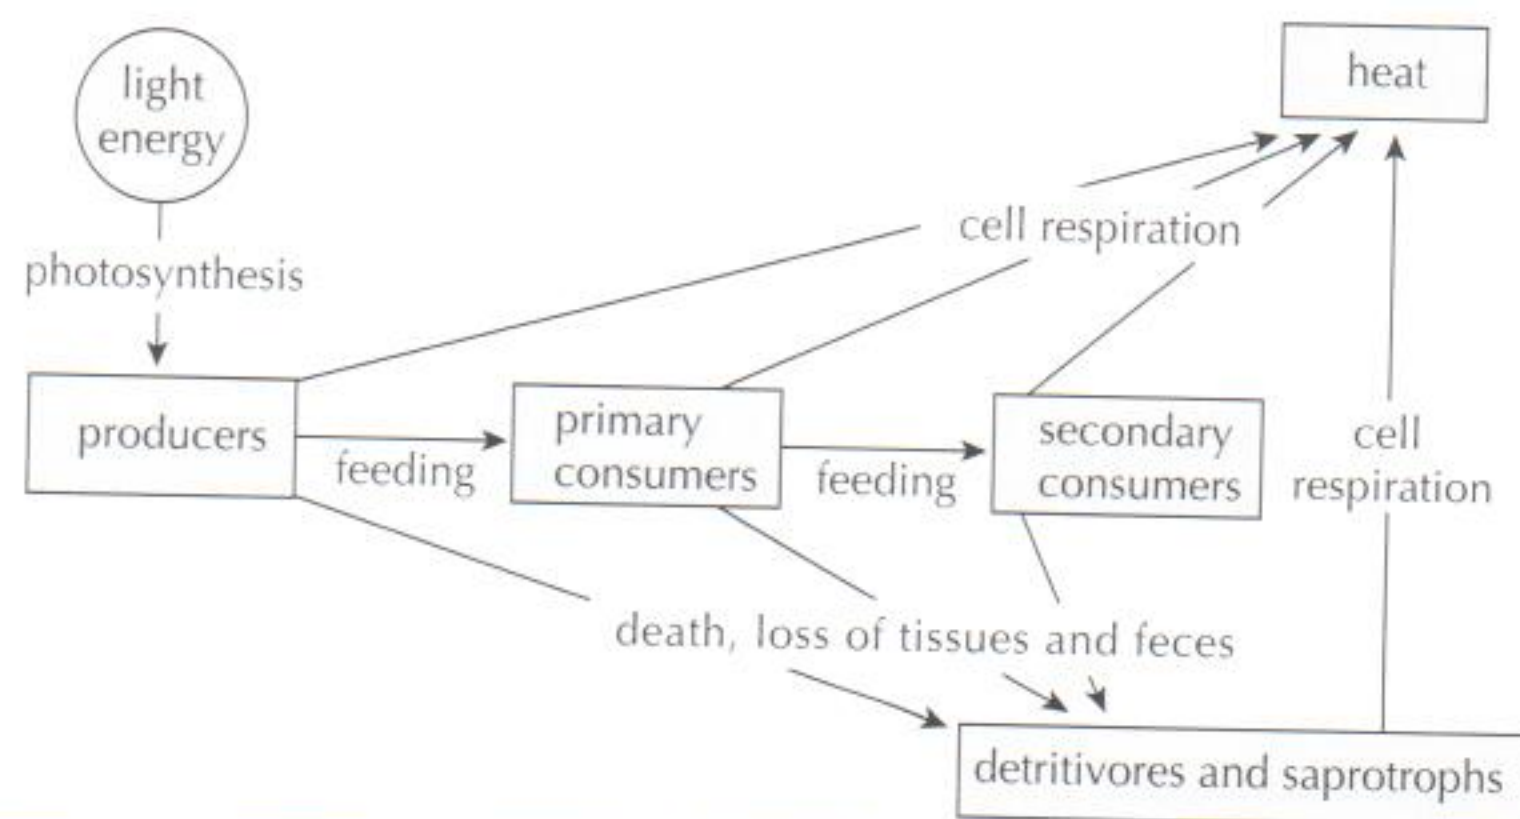 light
energy
heat
photosynthesis
cell respiration
producers
feeding
primary
consumers
feeding
secondary
consumers
cell
respiration
death, loss of tissues and feces
detritivores and saprotrophs